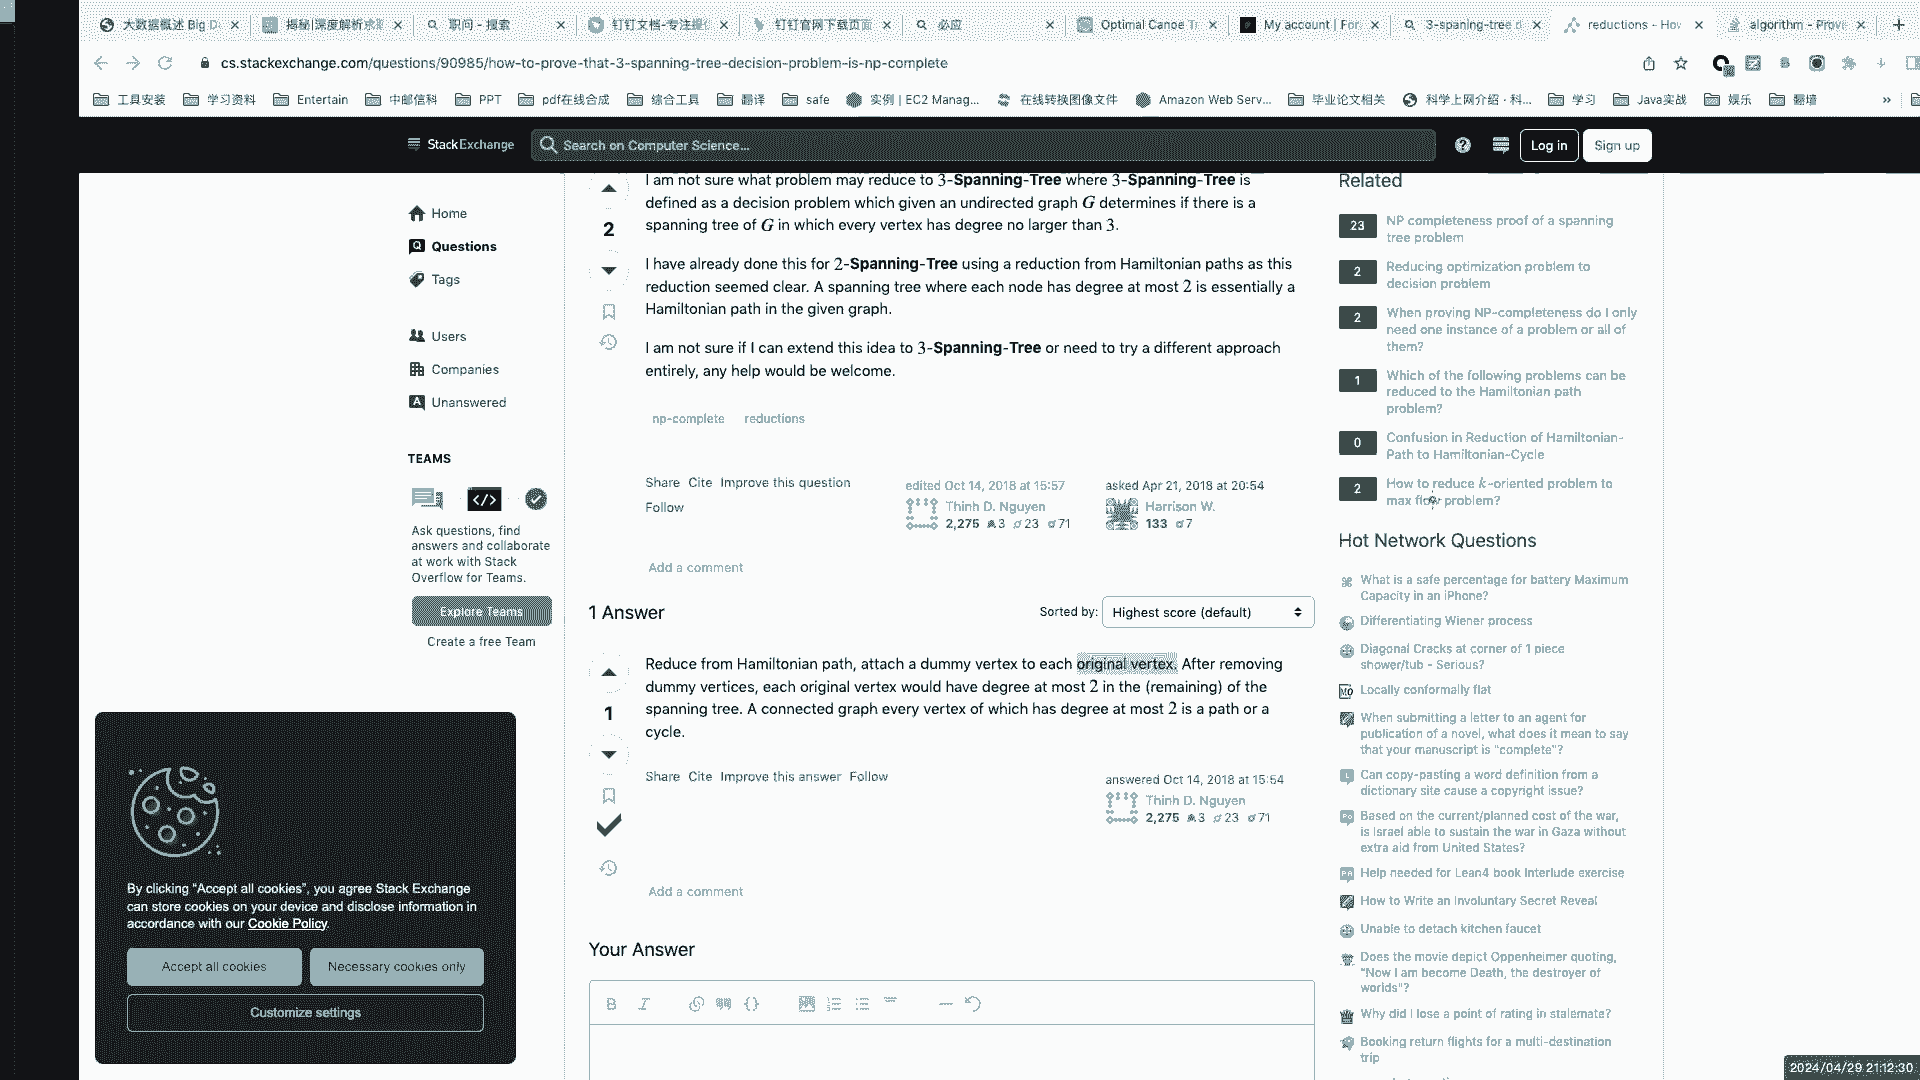 大数据概述 Big D
揭秘|深度解析求职
职问 - 搜索
钉钉文档-专注提供
钉钉官网下载页面
必应
Optimal Canoe Tr
My account | For
3-spaning-tree d
reductions - How
algorithm - Provi
cs.stackexchange.com/questions/90985/how-to-prove-that-3-spanning-tree-decision-problem-is-np-complete
工具安装
学习资料
Entertain
中邮信科
PPT
pdf在线合成
综合工具
翻译
safe
实例 | EC2 Manag...
在线转换图像文件
Amazon Web Serv...
毕业论文相关
科学上网介绍 · 科...
学习
Java实战
娱乐
翻墙
»
StackExchange
Search on Computer Science...
Log in
Sign up
Home
Questions
Tags
Users
Companies
Unanswered
TEAMS
Ask questions, find
answers and collaborate
at work with Stack
Overflow for Teams.
Explore Teams
Create a free Team
I am not sure what problem may reduce to 3-Spanning-Tree where 3-Spanning-Tree is
defined as a decision problem which given an undirected graph G determines if there is a
2
spanning tree of G in which every vertex has degree no larger than 3.
I have already done this for 2-Spanning-Tree using a reduction from Hamiltonian paths as this
reduction seemed clear. A spanning tree where each node has degree at most 2 is essentially a
Hamiltonian path in the given graph.
I am not sure if I can extend this idea to 3-Spanning-Tree or need to try a different approach
entirely, any help would be welcome.
np-complete
reductions
Share Cite Improve this question
Follow
edited Oct 14, 2018 at 15:57
Thinh D. Nguyen
2,275 3 23 71
asked Apr 21, 2018 at 20:54
Harrison W.
133 7
Add a comment
1 Answer
Sorted by:
Highest score (default)
Reduce from Hamiltonian path, attach a dummy vertex to each original vertex. After removing
dummy vertices, each original vertex would have degree at most 2 in the (remaining) of the
1
spanning tree. A connected graph every vertex of which has degree at most 2 is a path or a
cycle.
Share Cite Improve this answer Follow
answered Oct 14, 2018 at 15:54
Thinh D. Nguyen
2,275 3 23 71
Add a comment
Your Answer
B I
Related
23
NP completeness proof of a spanning
tree problem
2
Reducing optimization problem to
decision problem
2
When proving NP-completeness do I only
need one instance of a problem or all of
them?
1
Which of the following problems can be
reduced to the Hamiltonian path
problem?
0
Confusion in Reduction of Hamiltonian-
Path to Hamiltonian-Cycle
2
How to reduce k-oriented problem to
max flow problem?
Hot Network Questions
What is a safe percentage for battery Maximum
Capacity in an iPhone?
Differentiating Wiener process
Diagonal Cracks at corner of 1 piece
shower/tub - Serious?
MO
Locally conformally flat
When submitting a letter to an agent for
publication of a novel, what does it mean to say
that your manuscript is "complete"?
Can copy-pasting a word definition from a
dictionary site cause a copyright issue?
Based on the current/planned cost of the war,
is Israel able to sustain the war in Gaza without
extra aid from United States?
Help needed for Lean4 book Interlude exercise
How to Write an Involuntary Secret Reveal
Unable to detach kitchen faucet
Does the movie depict Oppenheimer quoting,
"Now I am become Death, the destroyer of
worlds"?
Why did I lose a point of rating in stalemate?
Booking return flights for a multi-destination
trip
By clicking "Accept all cookies", you agree Stack Exchange
can store cookies on your device and disclose information in
accordance with our Cookie Policy.
Accept all cookies
Necessary cookies only
Customize settings
2024/04/29 21:12:30